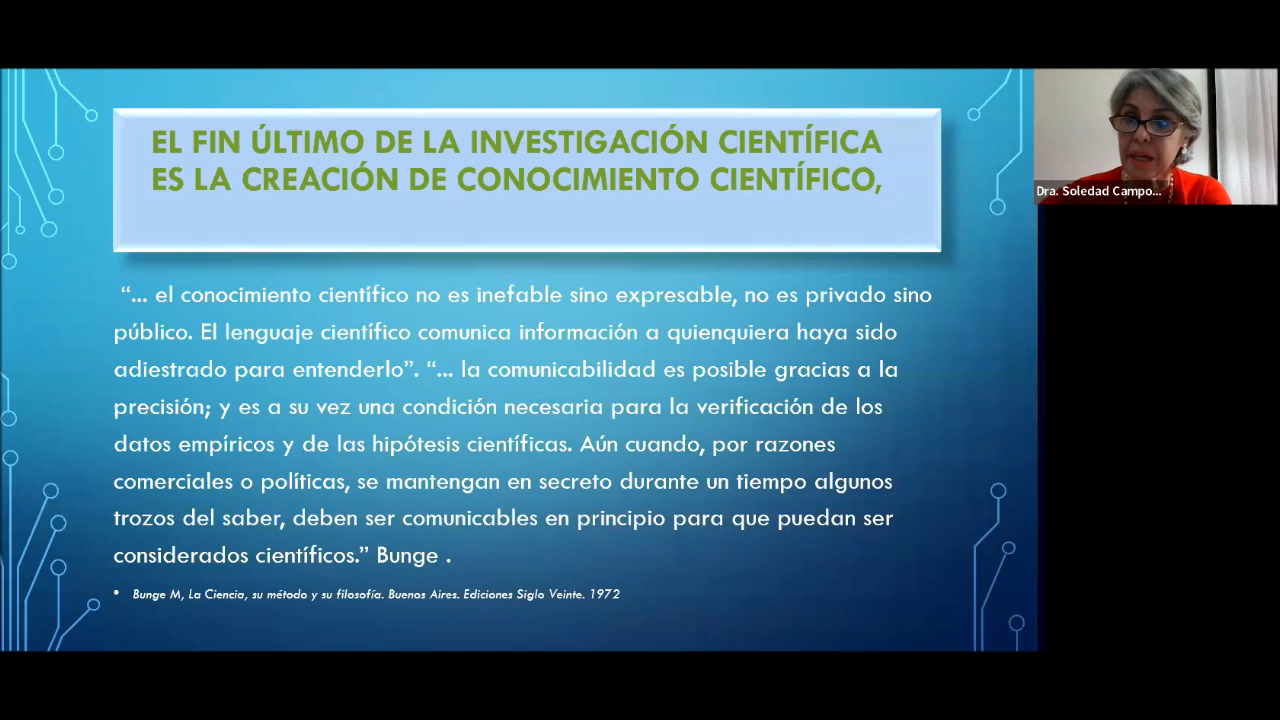 EL FIN ÚLTIMO DE LA INVESTIGACIÓN CIENTÍFICA
ES LA CREACIÓN DE CONOCIMIENTO CIENTÍFICO,
“... el conocimiento científico no es inefable sino expresable, no es privado sino
público. El lenguaje científico comunica información a quienquiera haya sido
adiestrado para entenderlo”. “... la comunicabilidad es posible gracias a la
precisión; y es a su vez una condición necesaria para la verificación de los
datos empíricos y de las hipótesis científicas. Aún cuando, por razones
comerciales o políticas, se mantengan en secreto durante un tiempo algunos
trozos del saber, deben ser comunicables en principio para que puedan ser
considerados científicos.” Bunge .
• Bunge M, La Ciencia, su método y su filosofía. Buenos Aires. Ediciones Siglo Veinte. 1972
Dra. Soledad Campo...